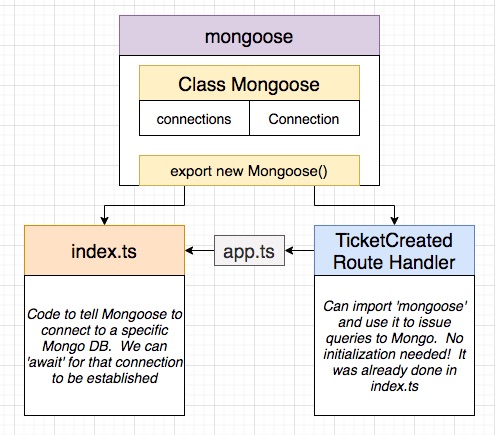 mongoose
Class Mongoose
connections
Connection
export new Mongoose()
index.ts
Code to tell Mongoose to
connect to a specific
Mongo DB.  We can
'await' for that connection
to be established
app.ts
TicketCreated
Route Handler
Can import 'mongoose'
and use it to issue
queries to Mongo.  No
initialization needed!  It
was already done in
index.ts